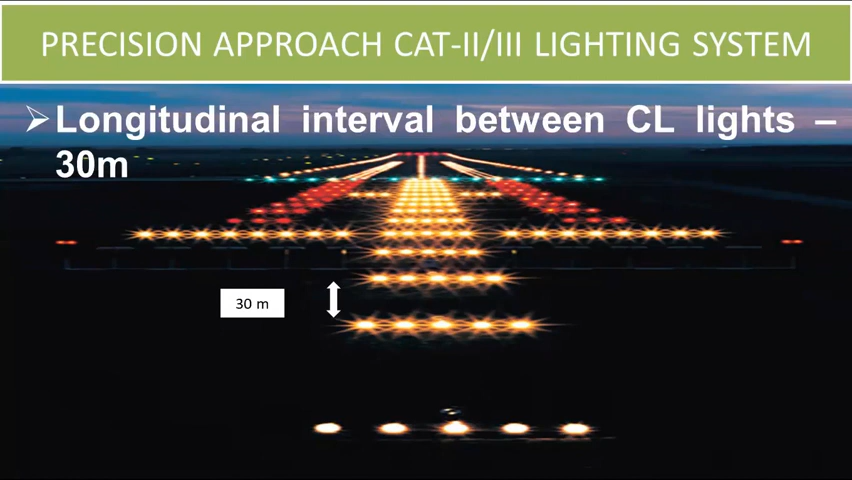 PRECISION APPROACH CAT-II/III LIGHTING SYSTEM
➢Longitudinal interval between CL lights –
30m
30 m